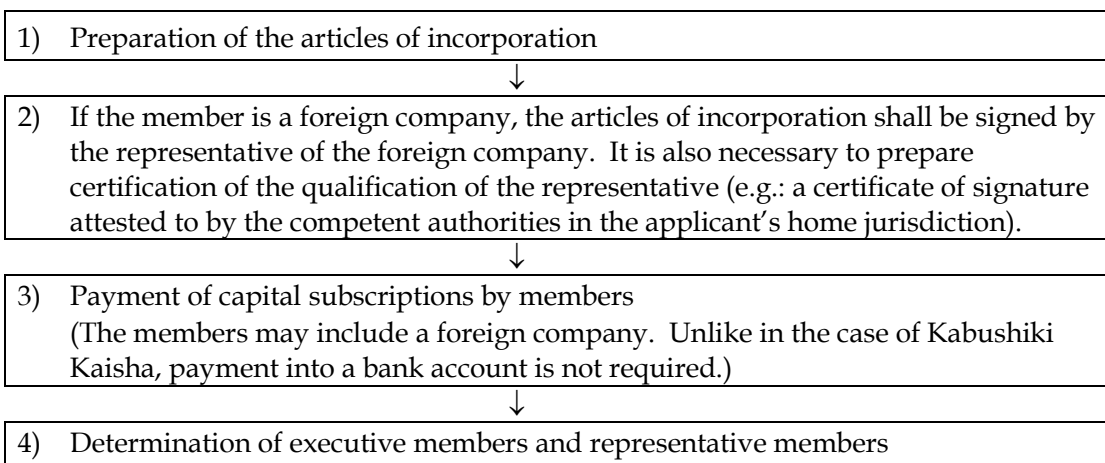 1) Preparation of the articles of incorporation
↓
2) If the member is a foreign company, the articles of incorporation shall be signed by
the representative of the foreign company. It is also necessary to prepare
certification of the qualification of the representative (e.g.: a certificate of signature
attested to by the competent authorities in the applicant's home jurisdiction).
↓
3) Payment of capital subscriptions by members
(The members may include a foreign company. Unlike in the case of Kabushiki
Kaisha, payment into a bank account is not required.)
↓
4) Determination of executive members and representative members